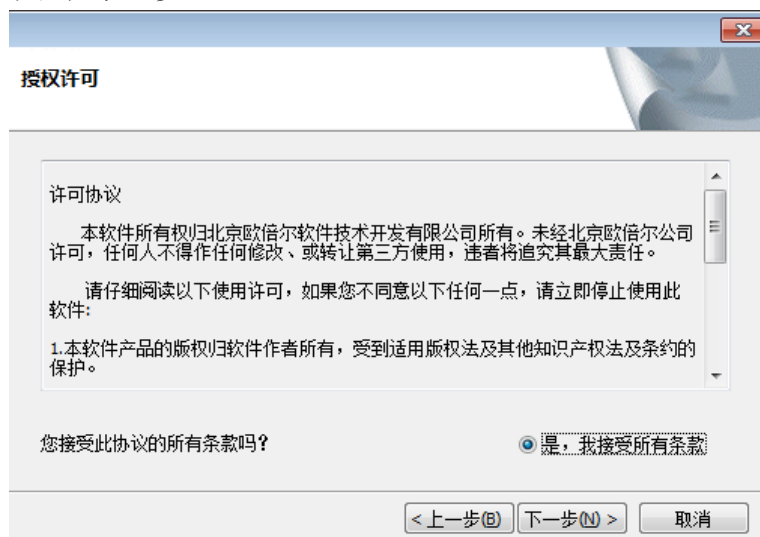 授权许可
许可协议
本软件所有权归北京欧倍尔软件技术开发有限公司所有。未经北京欧倍尔公司
许可，任何人不得作任何修改、或转让第三方使用，违者将追究其最大责任。
请仔细阅读以下使用许可，如果您不同意以下任何一点，请立即停止使用此
软件:
1.本软件产品的版权归软件作者所有，受到适用版权法及其他知识产权法及条约的
保护。
您接受此协议的所有条款吗?
是，我接受所有条款
<上一步(B)
下一步(N) >
取消